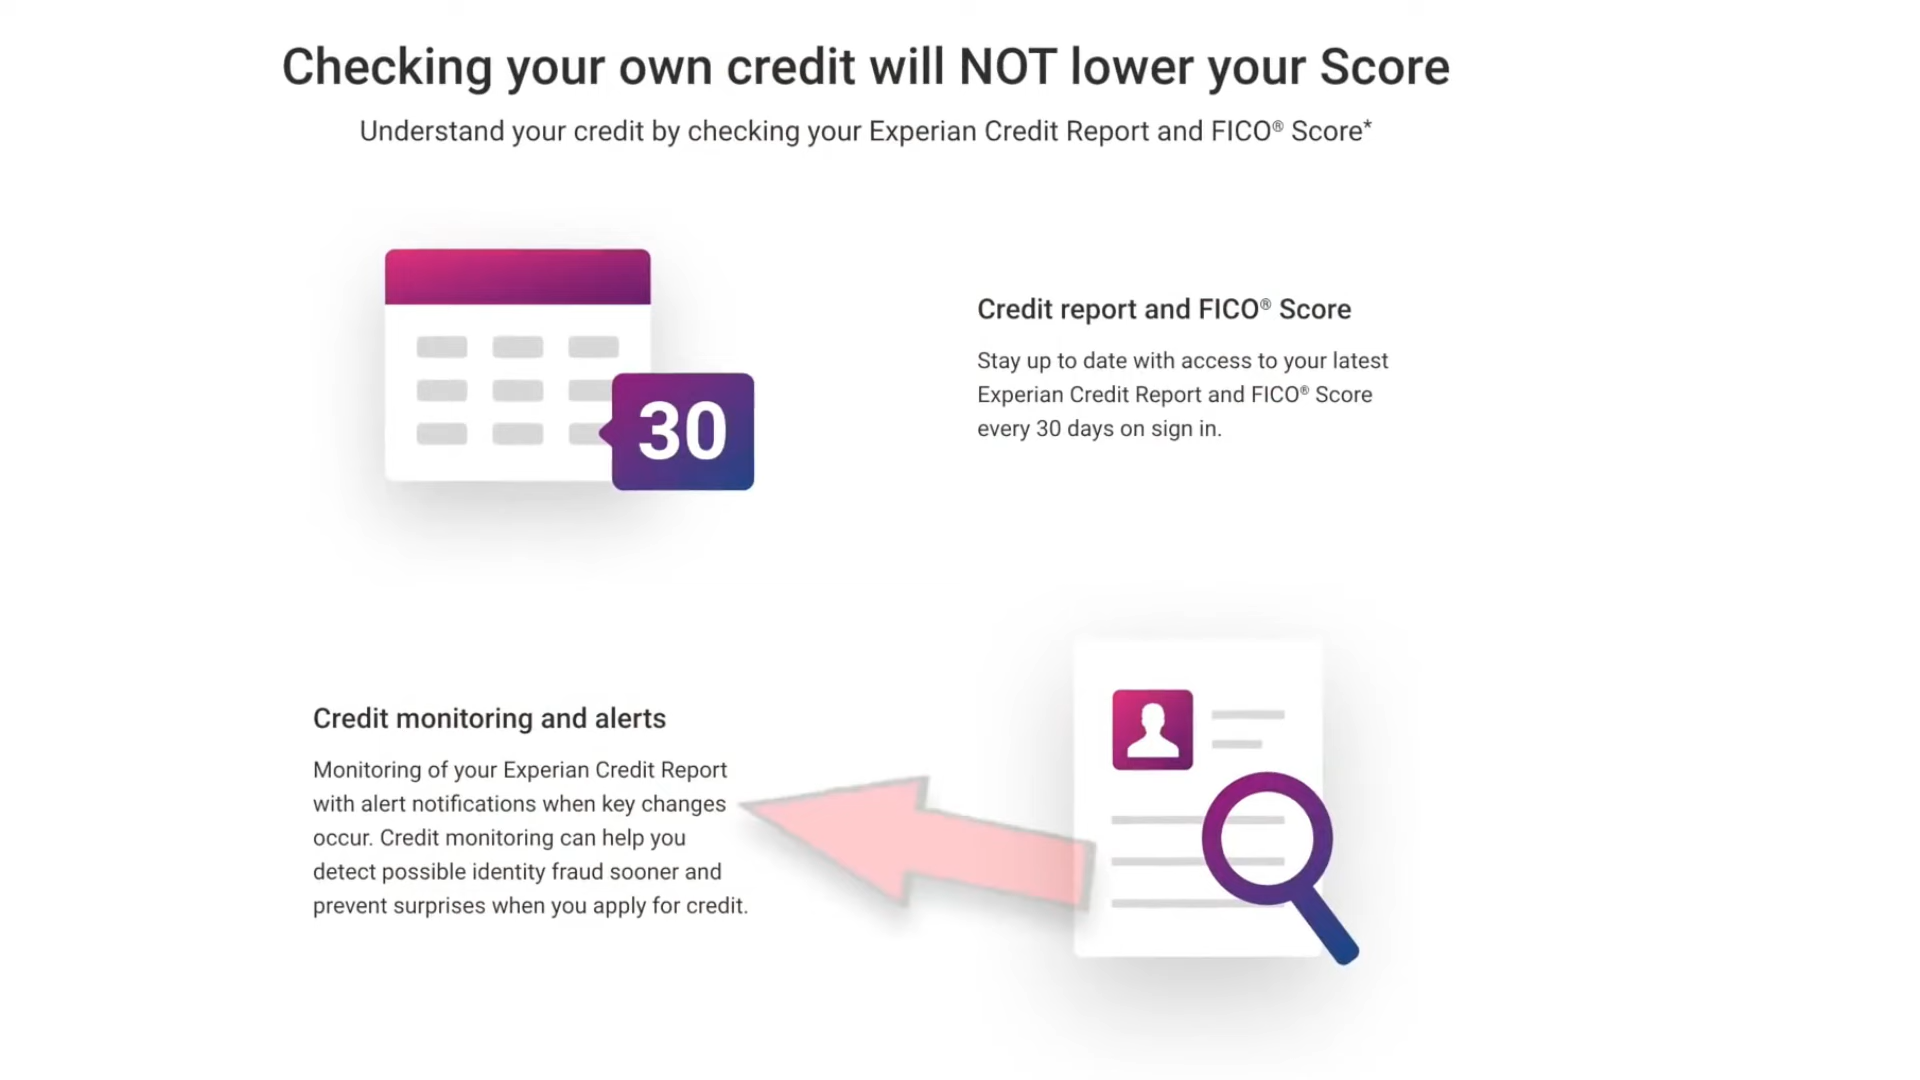 Checking your own credit will NOT lower your Score
Understand your credit by checking your Experian Credit Report and FICO® Score*
30
Credit report and FICO® Score
Stay up to date with access to your latest
Experian Credit Report and FICO® Score
every 30 days on sign in.
Credit monitoring and alerts
Monitoring of your Experian Credit Report
with alert notifications when key changes
occur. Credit monitoring can help you
detect possible identity fraud sooner and
prevent surprises when you apply for credit.